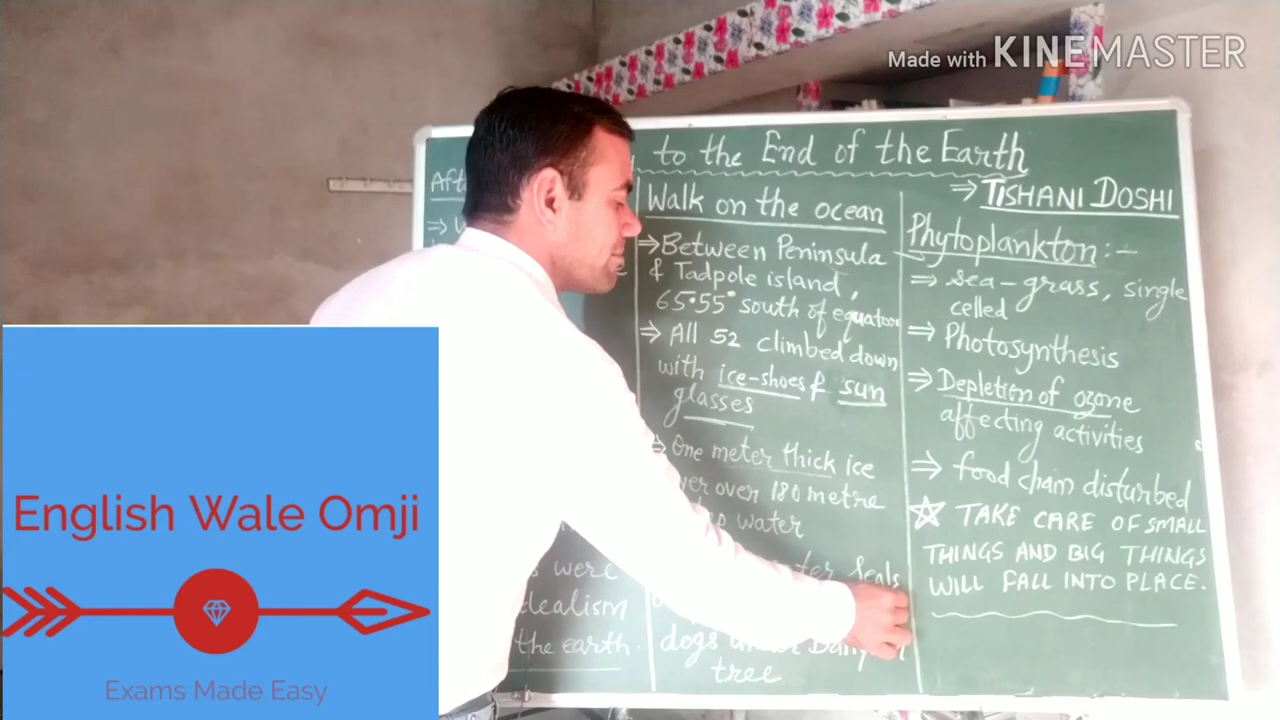 Made with KINEMASTER
to the End of the Earth
⇒ TISHANI DOSHI
⇒
Walk on the ocean
⇒ Between Peninsula
& Tadpole island,
65.55° south of equator
⇒ All 52 climbed down
with ice-shoes & sun
glasses
One meter thick ice
over 180 metre
water
Seals
dogs
tree
were
the earth.
Phytoplankton :-
⇒ sea-grass, single
celled
⇒ Photosynthesis
⇒ Depletion of ozone
affecting activities
⇒ food chain disturbed
☆ TAKE CARE OF SMALL
THINGS AND BIG THINGS
WILL FALL INTO PLACE.
English Wale Omji
Exams Made Easy